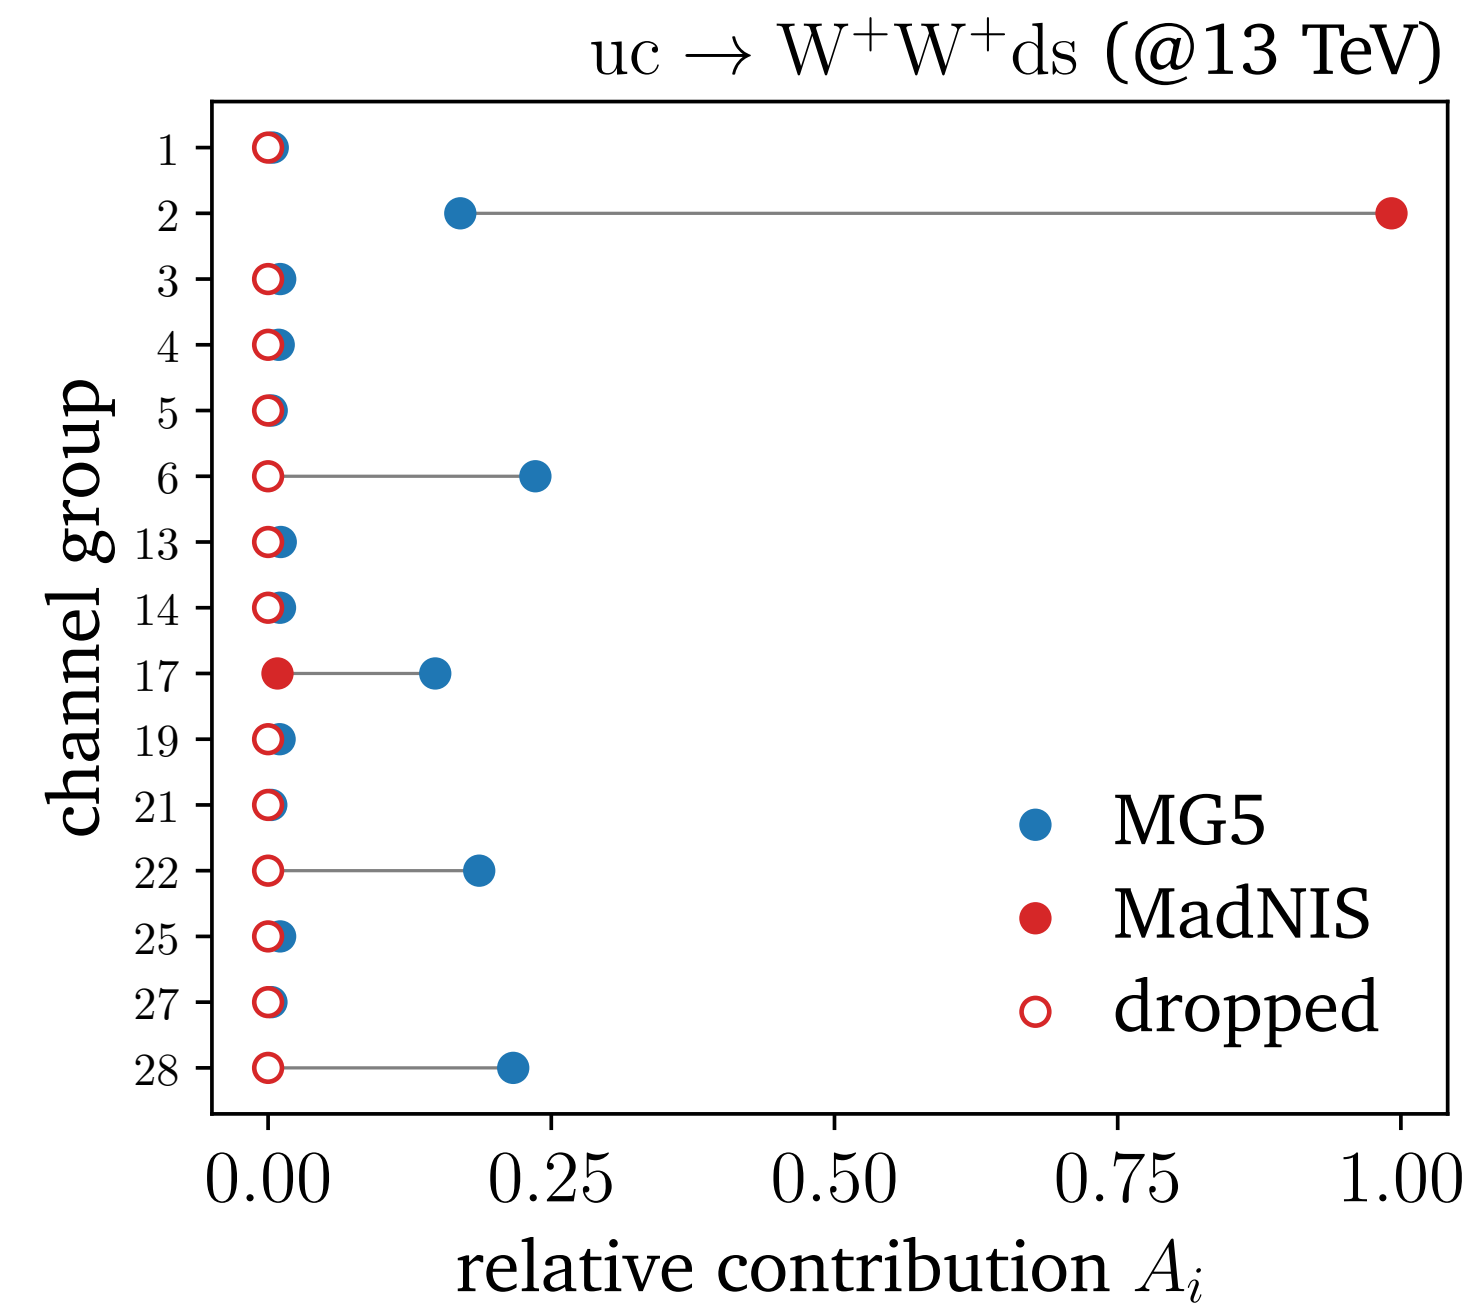 uc → W⁺W⁺ds (@13 TeV)
channel group
1
2
3
4
5
6
13
14
17
19
21
22
25
27
28
MG5
MadNIS
dropped
0.00 0.25 0.50 0.75 1.00
relative contribution Aᵢ